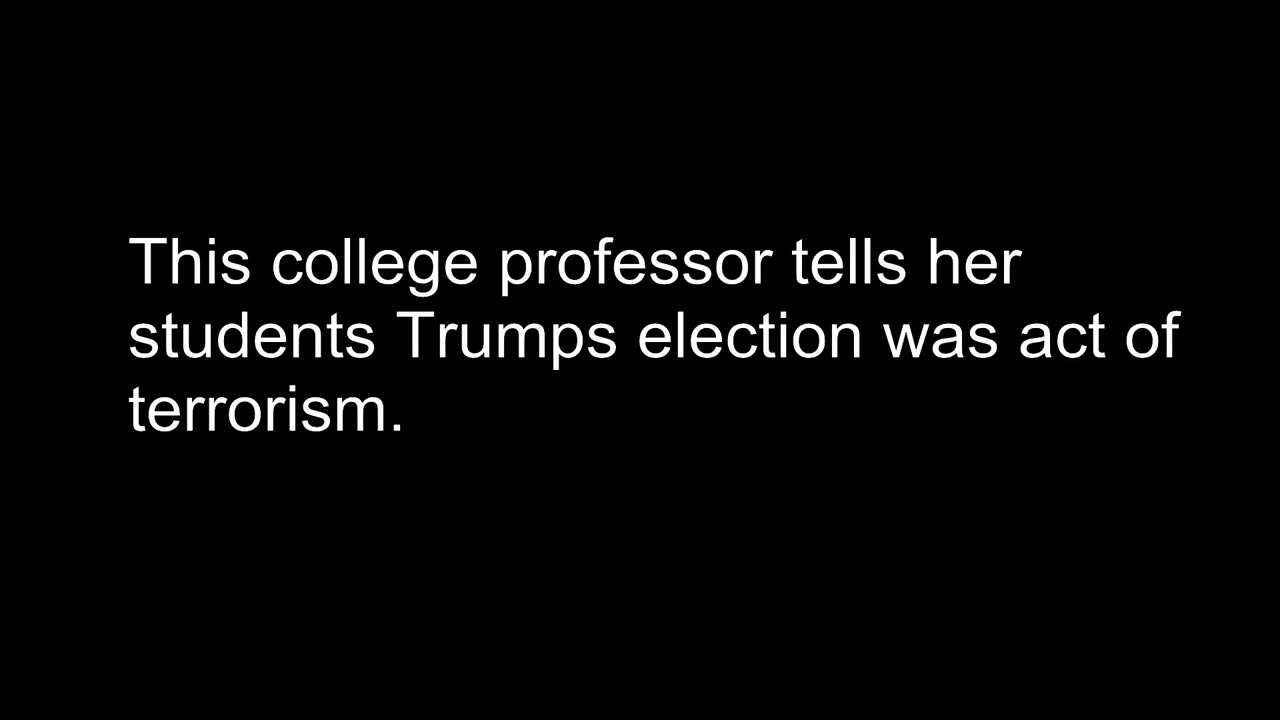 This college professor tells her
students Trumps election was act of
terrorism.